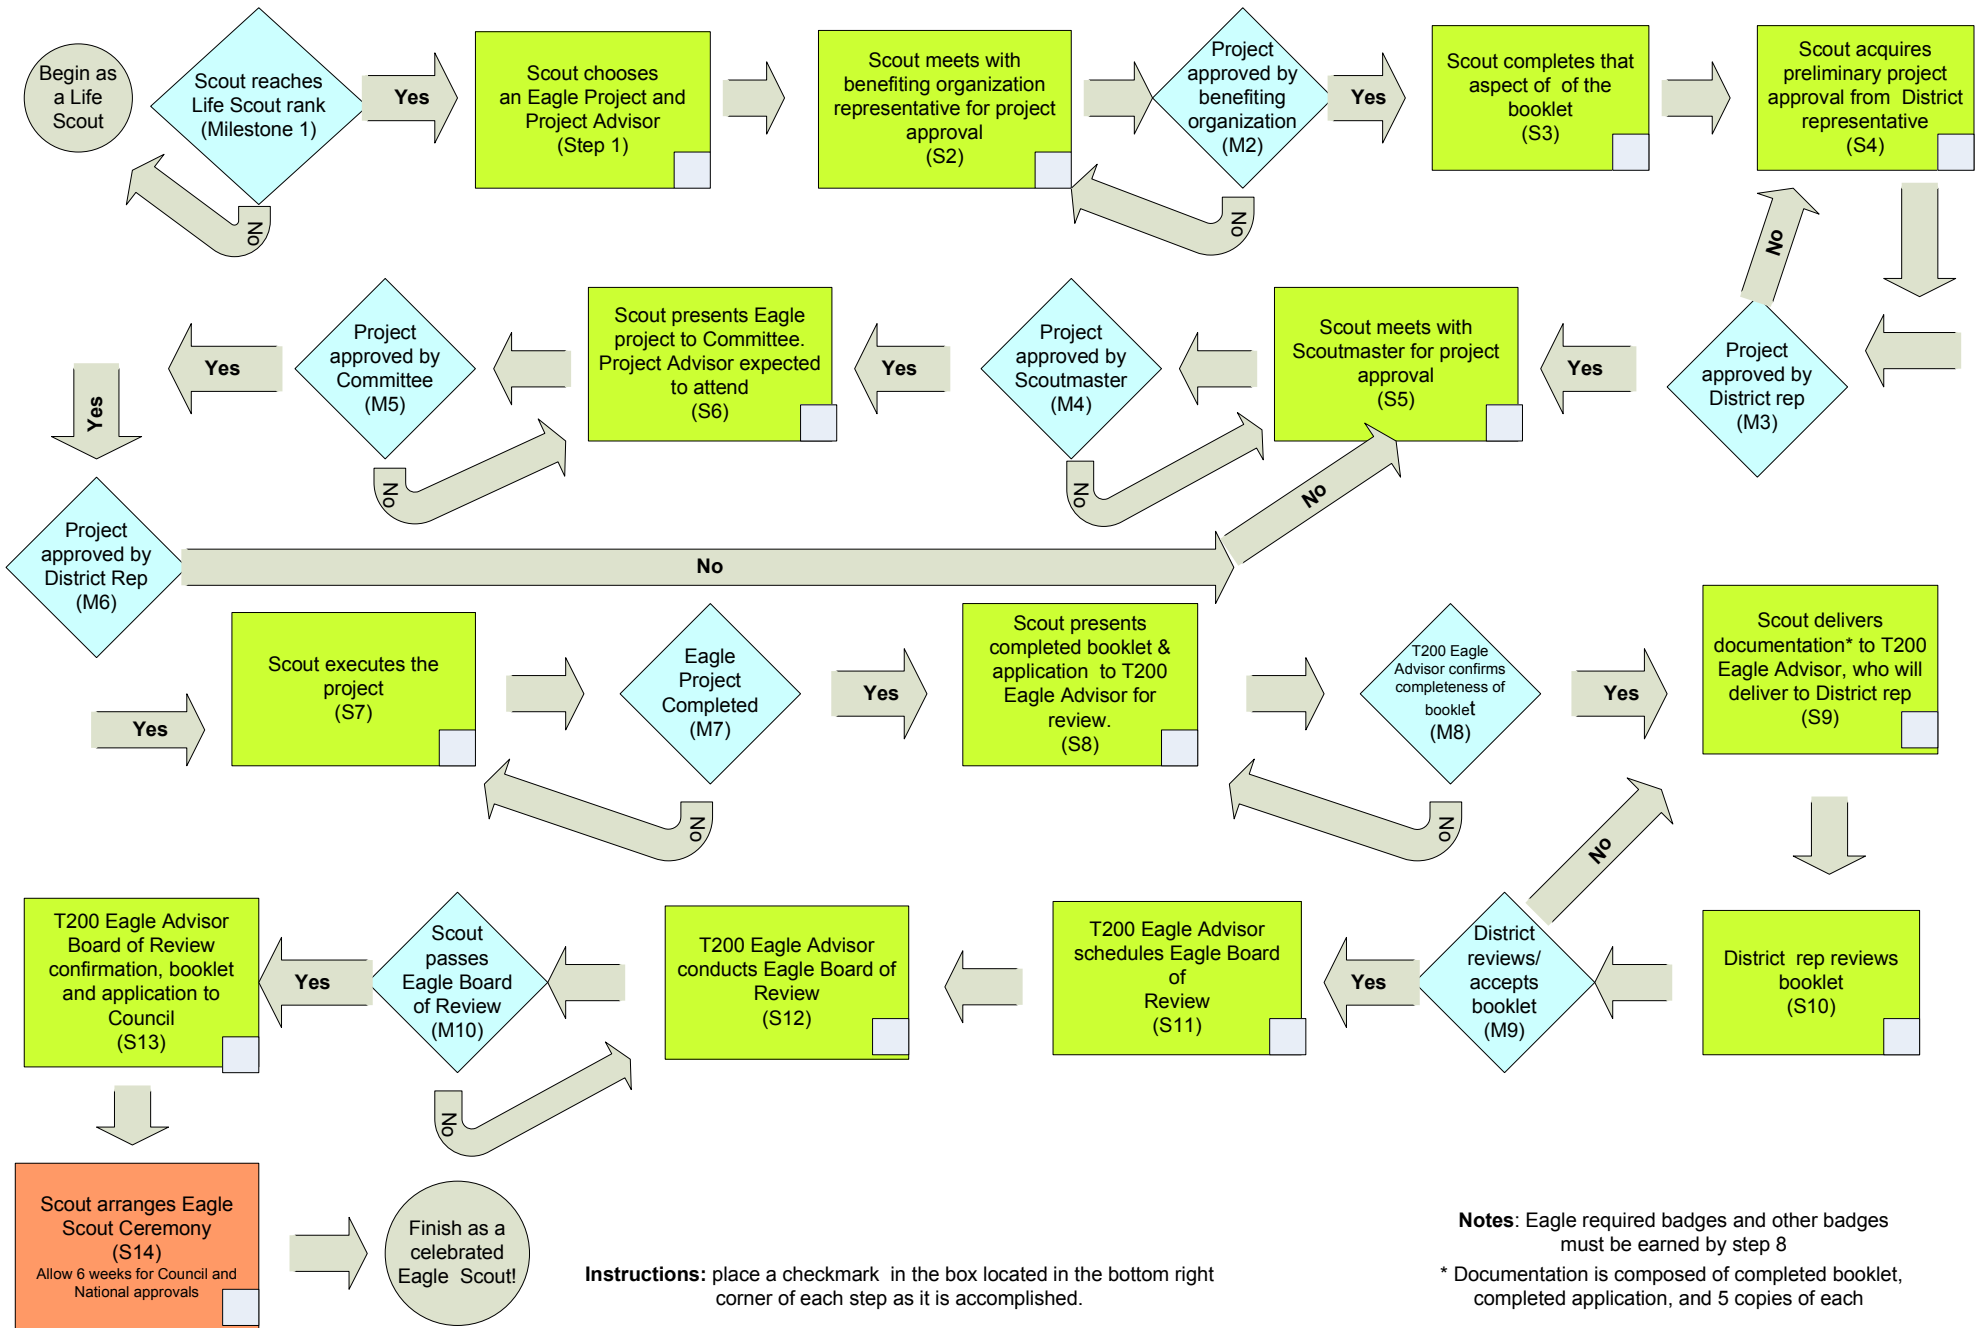 Begin as
a Life
Scout
Scout reaches
Life Scout rank
(Milestone 1)
Yes
No
Scout chooses
an Eagle Project and
Project Advisor
(Step 1)
Scout meets with
benefiting organization
representative for project
approval
(S2)
Project
approved by
benefiting
organization
(M2)
Yes
No
Scout completes that
aspect of  of the
booklet
(S3)
Scout acquires
preliminary project
approval from  District
representative
(S4)
No
Project
approved by
District rep
(M3)
Yes
Scout meets with
Scoutmaster for project
approval
(S5)
Project
approved by
Scoutmaster
(M4)
No
Yes
Scout presents Eagle
project to Committee.
Project Advisor expected
to attend
(S6)
Project
approved by
Committee
(M5)
No
Yes
Yes
Project
approved by
District Rep
(M6)
No
No
Yes
Scout executes the
project
(S7)
Eagle
Project
Completed
(M7)
No
Yes
Scout presents
completed booklet &
application  to T200
Eagle Advisor for
review.
(S8)
T200 Eagle
Advisor confirms
completeness of
booklet
(M8)
No
Yes
Scout delivers
documentation* to T200
Eagle Advisor, who will
deliver to District rep
(S9)
District  rep reviews
booklet
(S10)
District
reviews/
accepts
booklet
(M9)
No
Yes
T200 Eagle Advisor
schedules Eagle Board
of
Review
(S11)
T200 Eagle Advisor
conducts Eagle Board of
Review
(S12)
Scout
passes
Eagle Board
of Review
(M10)
No
Yes
T200 Eagle Advisor
Board of Review
confirmation, booklet
and application to
Council
(S13)
Scout arranges Eagle
Scout Ceremony
(S14)
Allow 6 weeks for Council and
National approvals
Finish as a
celebrated
Eagle  Scout!
Instructions: place a checkmark  in the box located in the bottom right
corner of each step as it is accomplished.
Notes: Eagle required badges and other badges
must be earned by step 8
* Documentation is composed of completed booklet,
completed application, and 5 copies of each